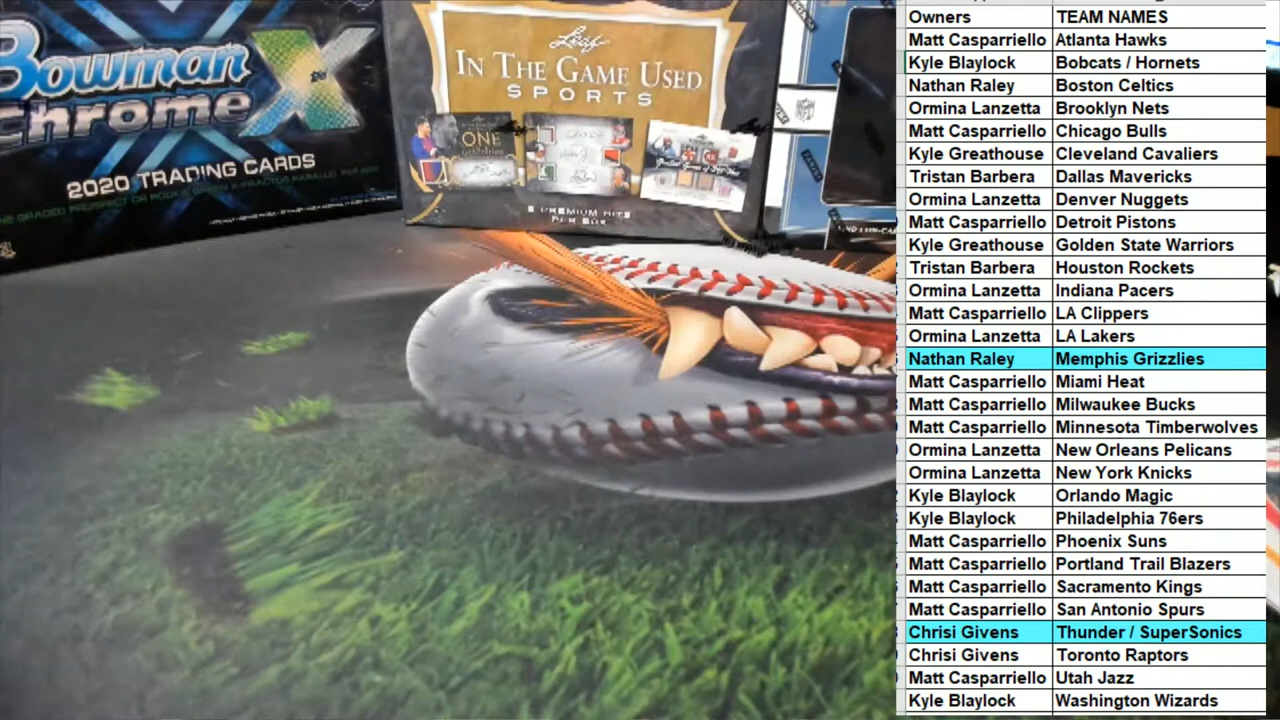 Bowman
Chrome X
2020 TRADING CARDS
Leaf
IN THE GAME USED
SPORTS
ONE
PREMIUM HITS
PER BOX
NFL
Owners TEAM NAMES
Matt Casparriello Atlanta Hawks
Kyle Blaylock Bobcats / Hornets
Nathan Raley Boston Celtics
Ormina Lanzetta Brooklyn Nets
Matt Casparriello Chicago Bulls
Kyle Greathouse Cleveland Cavaliers
Tristan Barbera Dallas Mavericks
Ormina Lanzetta Denver Nuggets
Matt Casparriello Detroit Pistons
Kyle Greathouse Golden State Warriors
Tristan Barbera Houston Rockets
Ormina Lanzetta Indiana Pacers
Matt Casparriello LA Clippers
Ormina Lanzetta LA Lakers
Nathan Raley Memphis Grizzlies
Matt Casparriello Miami Heat
Matt Casparriello Milwaukee Bucks
Matt Casparriello Minnesota Timberwolves
Ormina Lanzetta New Orleans Pelicans
Ormina Lanzetta New York Knicks
Kyle Blaylock Orlando Magic
Kyle Blaylock Philadelphia 76ers
Matt Casparriello Phoenix Suns
Matt Casparriello Portland Trail Blazers
Matt Casparriello Sacramento Kings
Matt Casparriello San Antonio Spurs
Chrisi Givens Thunder / SuperSonics
Chrisi Givens Toronto Raptors
Matt Casparriello Utah Jazz
Kyle Blaylock Washington Wizards